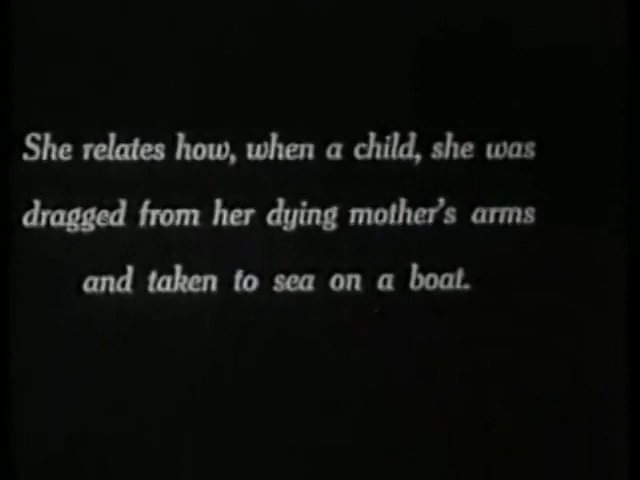 She relates how, when a child, she was
dragged from her dying mother's arms
and taken to sea on a boat.